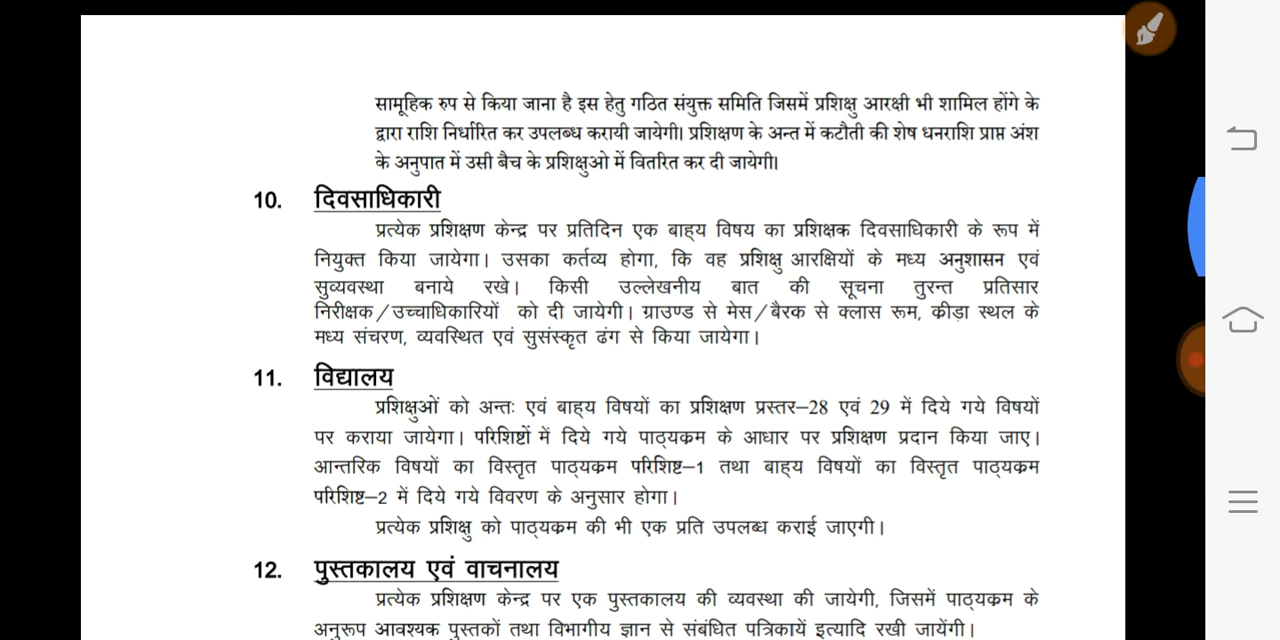 सामूहिक रुप से किया जाना है इस हेतु गठित संयुक्त समिति जिसमें प्रशिक्षु आरक्षी भी शामिल होंगे के
द्वारा राशि निर्धारित कर उपलब्ध करायी जायेगी। प्रशिक्षण के अन्त में कटौती की शेष धनराशि प्राप्त अंश
के अनुपात में उसी बैच के प्रशिक्षुओ में वितरित कर दी जायेगी।
10. दिवसाधिकारी
प्रत्येक प्रशिक्षण केन्द्र पर प्रतिदिन एक बाह्य विषय का प्रशिक्षक दिवसाधिकारी के रूप में
नियुक्त किया जायेगा। उसका कर्तव्य होगा, कि वह प्रशिक्षु आरक्षियों के मध्य अनुशासन एवं
सुव्यवस्था बनाये रखे। किसी उल्लेखनीय बात की सूचना तुरन्त प्रतिसार
निरीक्षक/उच्चाधिकारियों को दी जायेगी। ग्राउण्ड से मेस/बैरक से क्लास रूम, क्रीड़ा स्थल के
मध्य संचरण, व्यवस्थित एवं सुसंस्कृत ढंग से किया जायेगा।
11. विद्यालय
प्रशिक्षुओं को अन्तः एवं बाह्य विषयों का प्रशिक्षण प्रस्तर–28 एवं 29 में दिये गये विषयों
पर कराया जायेगा। परिशिष्टों में दिये गये पाठ्यक्रम के आधार पर प्रशिक्षण प्रदान किया जाए।
आन्तरिक विषयों का विस्तृत पाठ्यक्रम परिशिष्ट–1 तथा बाह्य विषयों का विस्तृत पाठ्यक्रम
परिशिष्ट–2 में दिये गये विवरण के अनुसार होगा।
प्रत्येक प्रशिक्षु को पाठ्यक्रम की भी एक प्रति उपलब्ध कराई जाएगी।
12. पुस्तकालय एवं वाचनालय
प्रत्येक प्रशिक्षण केन्द्र पर एक पुस्तकालय की व्यवस्था की जायेगी, जिसमें पाठ्यक्रम के
अनुरूप आवश्यक पुस्तकों तथा विभागीय ज्ञान से संबंधित पत्रिकायें इत्यादि रखी जायेंगी।